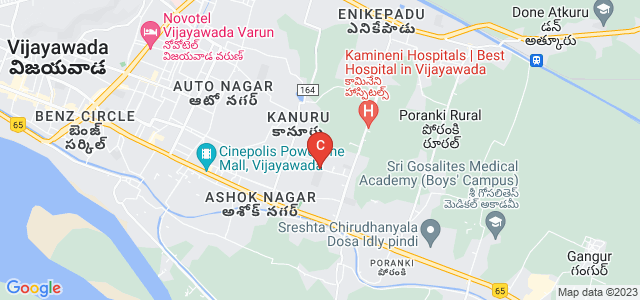 ENIKEPADU
ఎనికేపాడు
Done Atkuru
డన్
అత్కూరు
Novotel
Vijayawada Varun
నోవోటెల్
విజయవాడ వరుణ్
Vijayawada
విజయవాడ
Kamineni Hospitals | Best
Hospital in Vijayawada
కామినేని
హాస్పిటల్స్
H
AUTO NAGAR
ఆటో నగర్
164
KANURU
కానూరు
Poranki Rural
పోరంకి
రూరల్
65
BENZ CIRCLE
బెంజ్
సర్కిల్
C
Cinepolis Power One
Mall, Vijayawada
Sri Gosalites Medical
Academy (Boys' Campus)
శ్రీ గోసలితెస్
మెడికల్ అకాడమీ
ASHOK NAGAR
అశోక్ నగర్
Sreshta Chirudhanyala
Dosa Idly pindi
PORANKI
పోరంకి
Gangur
గంగుర్
65
Google
Map data ©2023